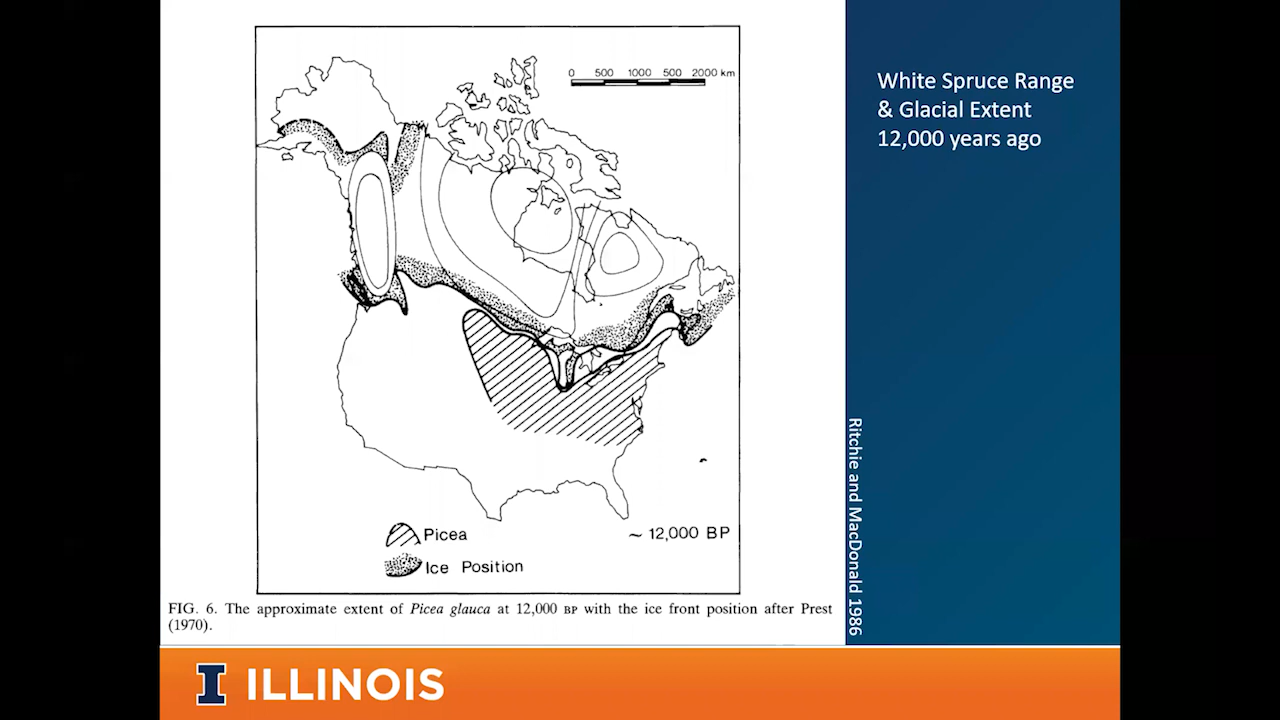 0 500 1000 500 2000 km
Picea
~ 12,000 BP
Ice Position
FIG. 6. The approximate extent of Picea glauca at 12,000 BP with the ice front position after Prest
(1970).
White Spruce Range
& Glacial Extent
12,000 years ago
Ritchie and MacDonald 1986
I ILLINOIS